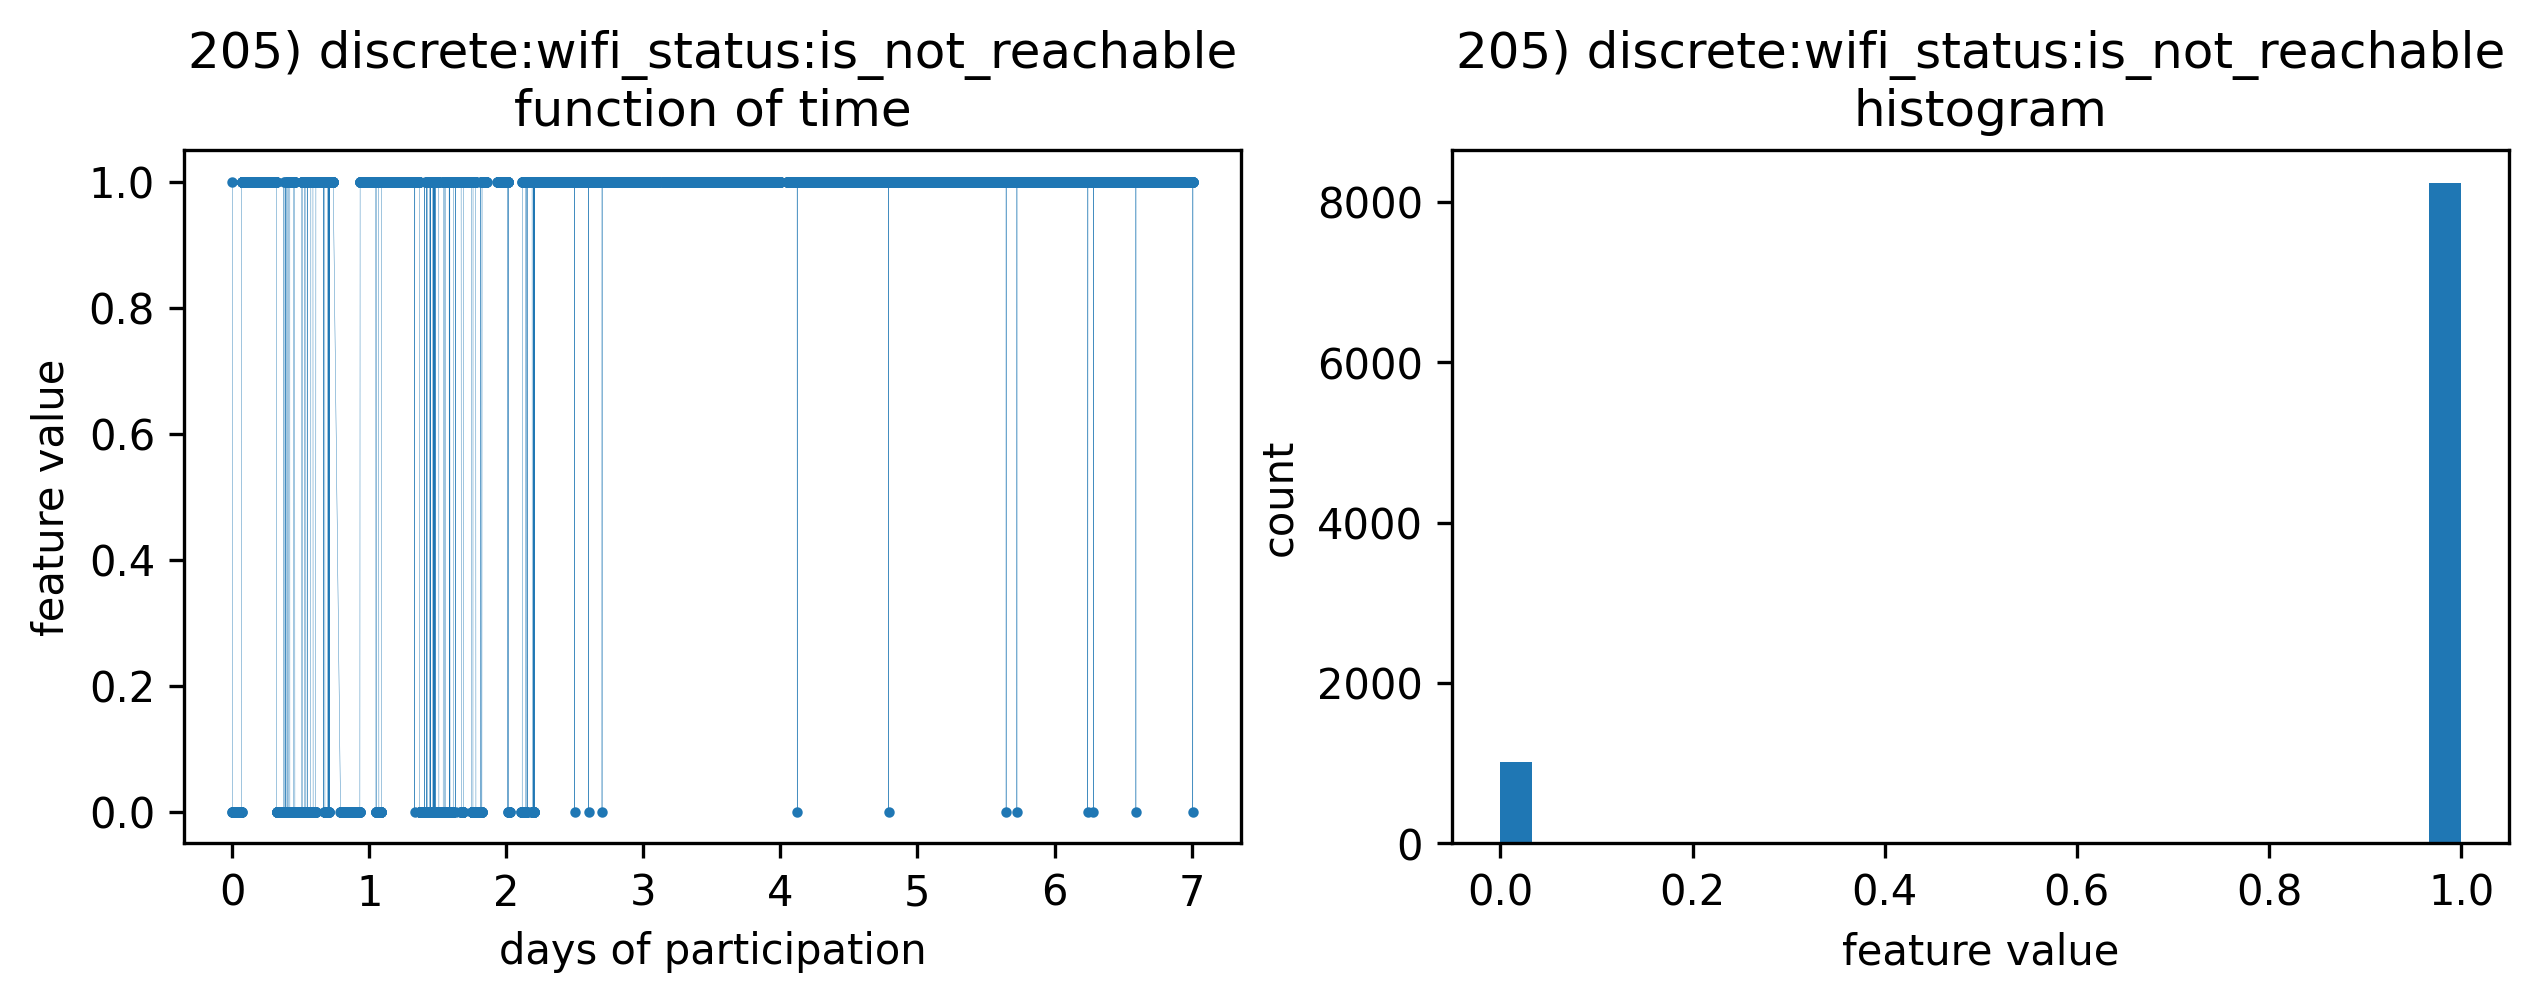 205) discrete:wifi_status:is_not_reachable
function of time
feature value
1.0
0.8
0.6
0.4
0.2
0.0
0 1 2 3 4 5 6 7
days of participation
205) discrete:wifi_status:is_not_reachable
histogram
count
8000
6000
4000
2000
0
0.0 0.2 0.4 0.6 0.8 1.0
feature value